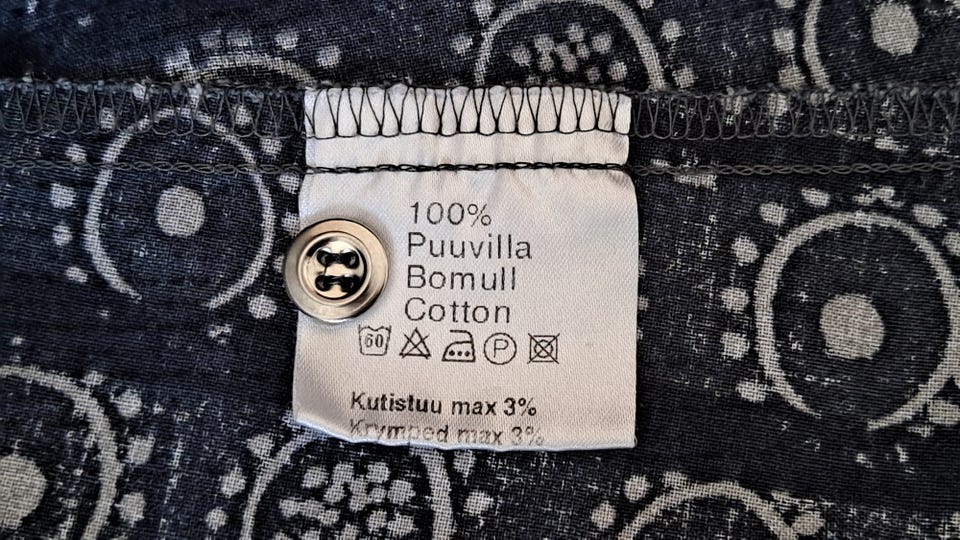 100%
Puuvilla
Bomull
Cotton
60 P
Kutistuu max 3%
Krymped max 3%